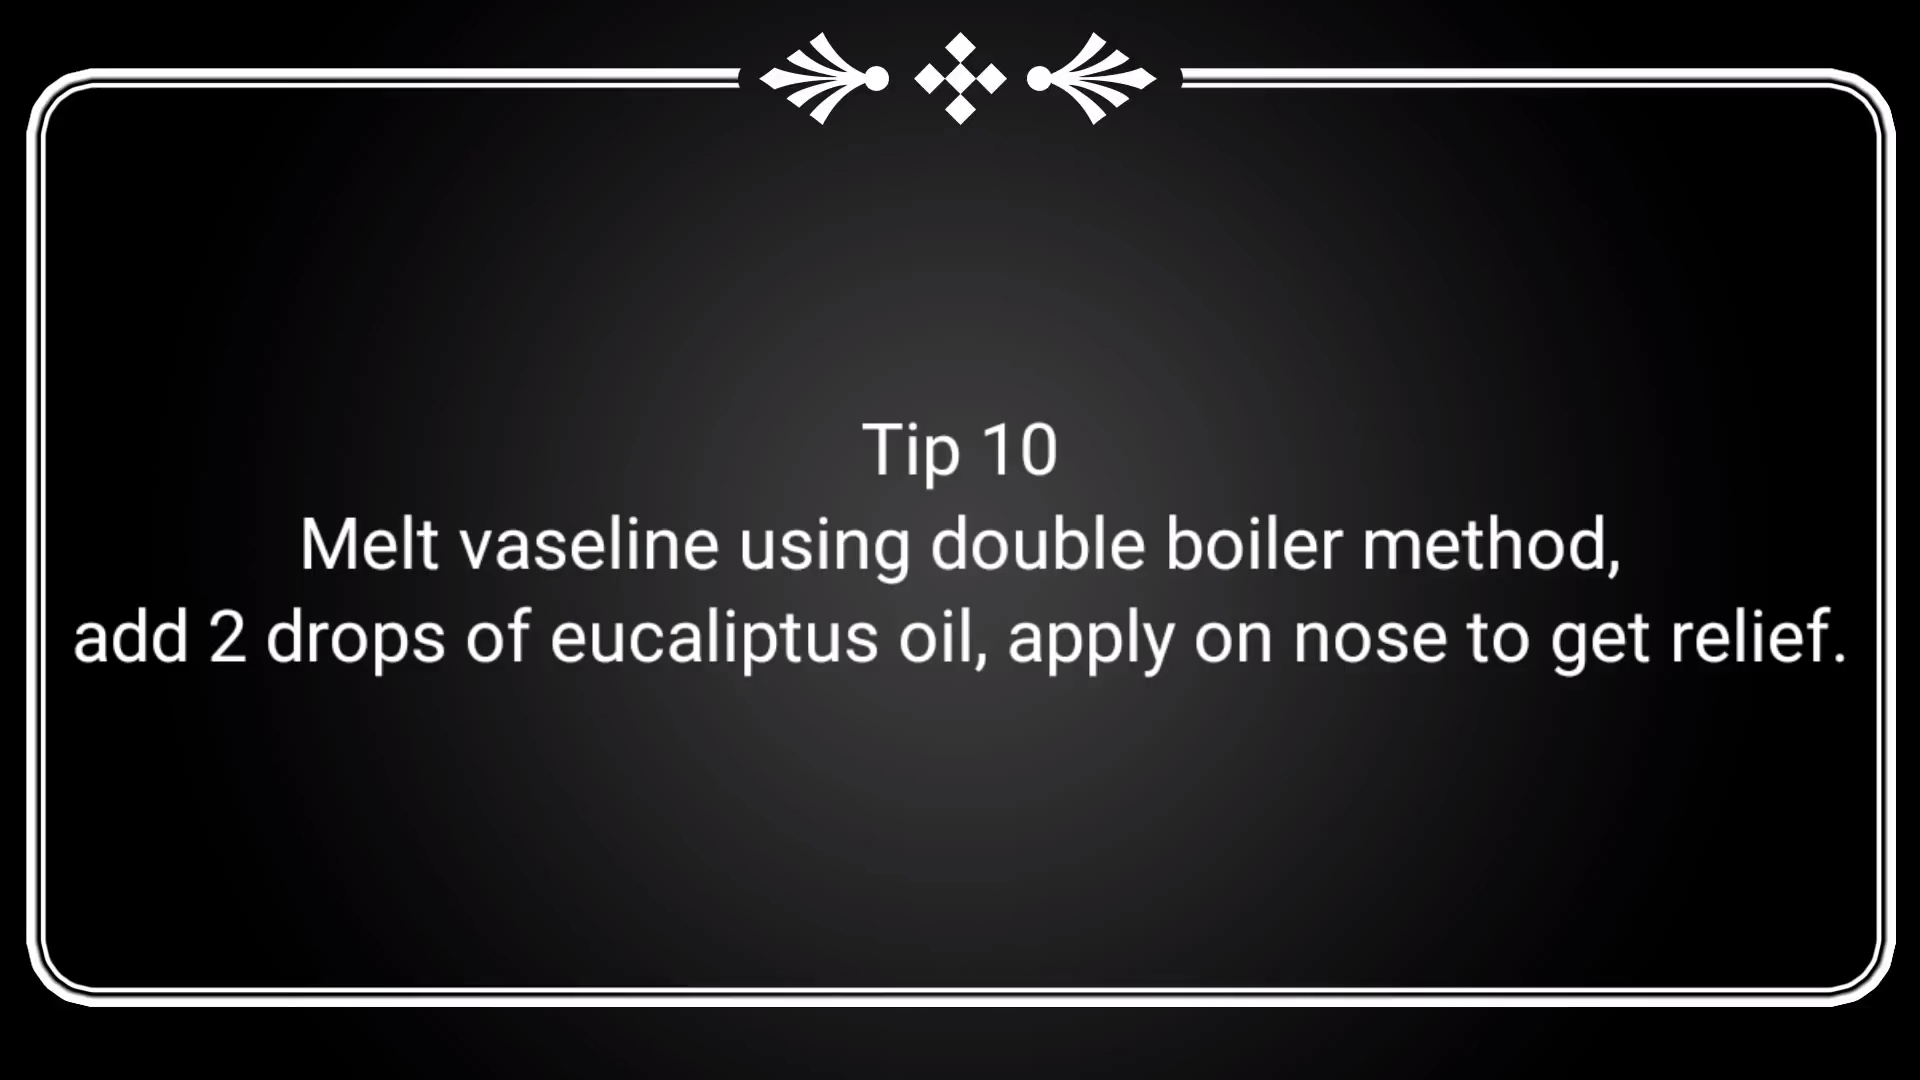 Tip 10
Melt vaseline using double boiler method,
add 2 drops of eucaliptus oil, apply on nose to get relief.